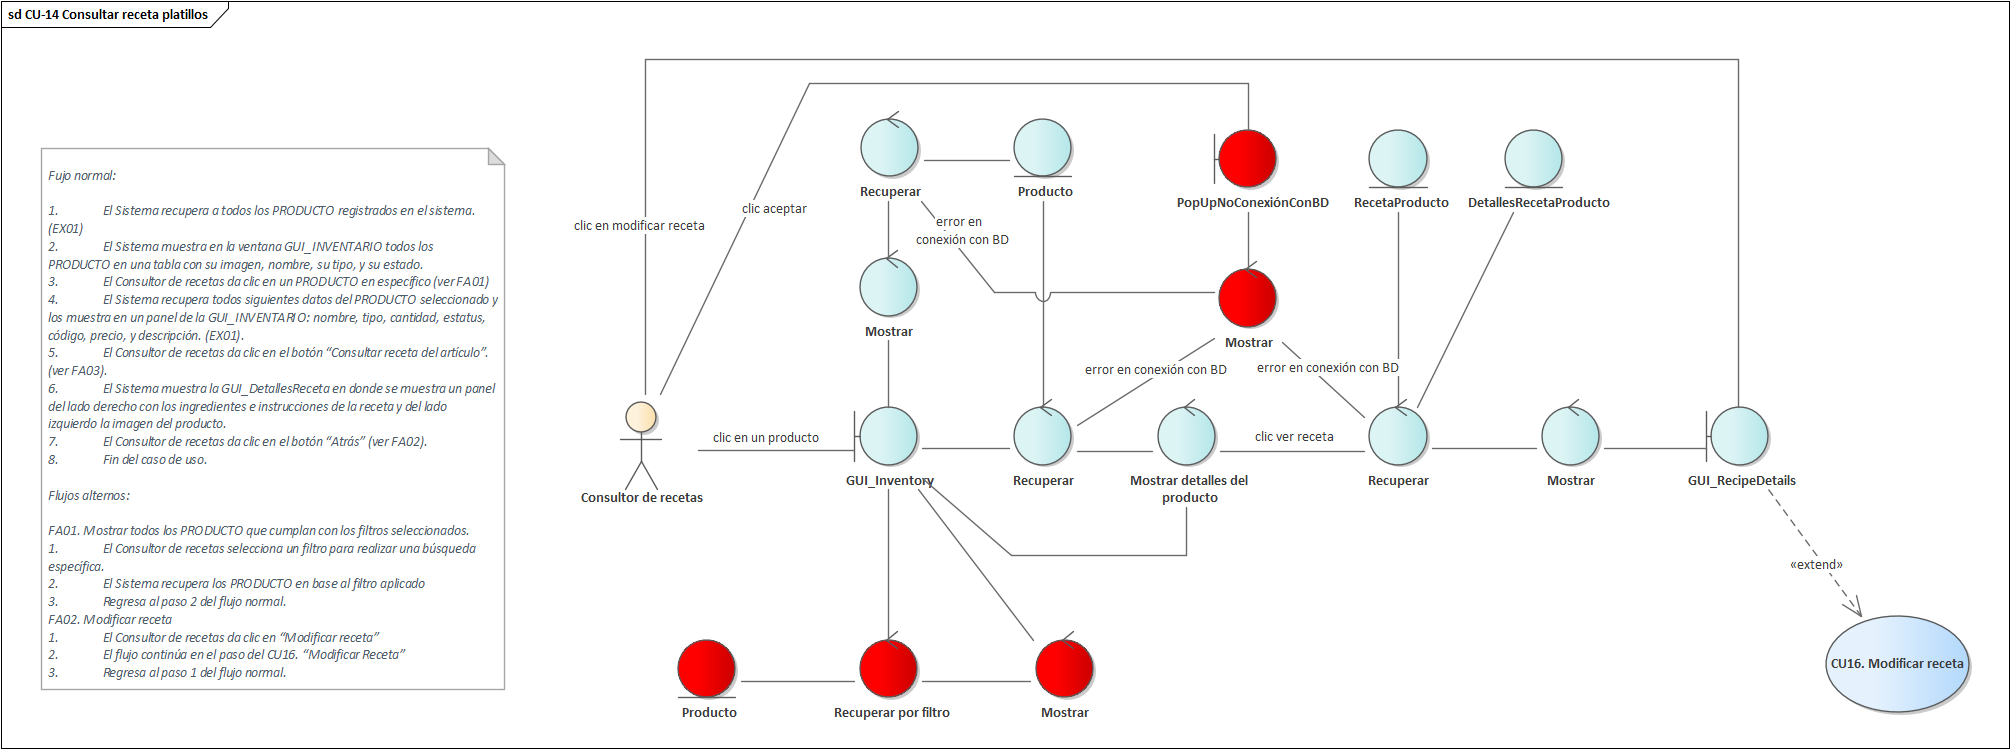 sd CU-14 Consultar receta platillos
Fujo normal:
1. El Sistema recupera a todos los PRODUCTO registrados en el sistema.
(EX01)
2. El Sistema muestra en la ventana GUI_INVENTARIO todos los
PRODUCTO en una tabla con su imagen, nombre, su tipo, y su estado.
3. El Consultor de recetas da clic en un PRODUCTO en específico (ver FA01)
4. El Sistema recupera todos siguientes datos del PRODUCTO seleccionado y
los muestra en un panel de la GUI_INVENTARIO: nombre, tipo, cantidad, estatus,
código, precio, y descripción. (EX01).
5. El Consultor de recetas da clic en el botón “Consultar receta del artículo”.
(ver FA03).
6. El Sistema muestra la GUI_DetallesReceta en donde se muestra un panel
del lado derecho con los ingredientes e instrucciones de la receta y del lado
izquierdo la imagen del producto.
7. El Consultor de recetas da clic en el botón “Atrás” (ver FA02).
8. Fin del caso de uso.
Flujos alternos:
FA01. Mostrar todos los PRODUCTO que cumplan con los filtros seleccionados.
1. El Consultor de recetas selecciona un filtro para realizar una búsqueda
específica.
2. El Sistema recupera los PRODUCTO en base al filtro aplicado
3. Regresa al paso 2 del flujo normal.
FA02. Modificar receta
1. El Consultor de recetas da clic en “Modificar receta”
2. El flujo continúa en el paso del CU16. “Modificar Receta”
3. Regresa al paso 1 del flujo normal.
Recuperar
Producto
PopUpNoConexiónConBD
RecetaProducto
DetallesRecetaProducto
clic aceptar
clic en modificar receta
error en
conexión con BD
Mostrar
Mostrar
error en conexión con BD
error en conexión con BD
clic en un producto
clic ver receta
Consultor de recetas
GUI_Inventory
Recuperar
Mostrar detalles del
producto
Recuperar
Mostrar
GUI_RecipeDetails
«extend»
CU16. Modificar receta
Producto
Recuperar por filtro
Mostrar